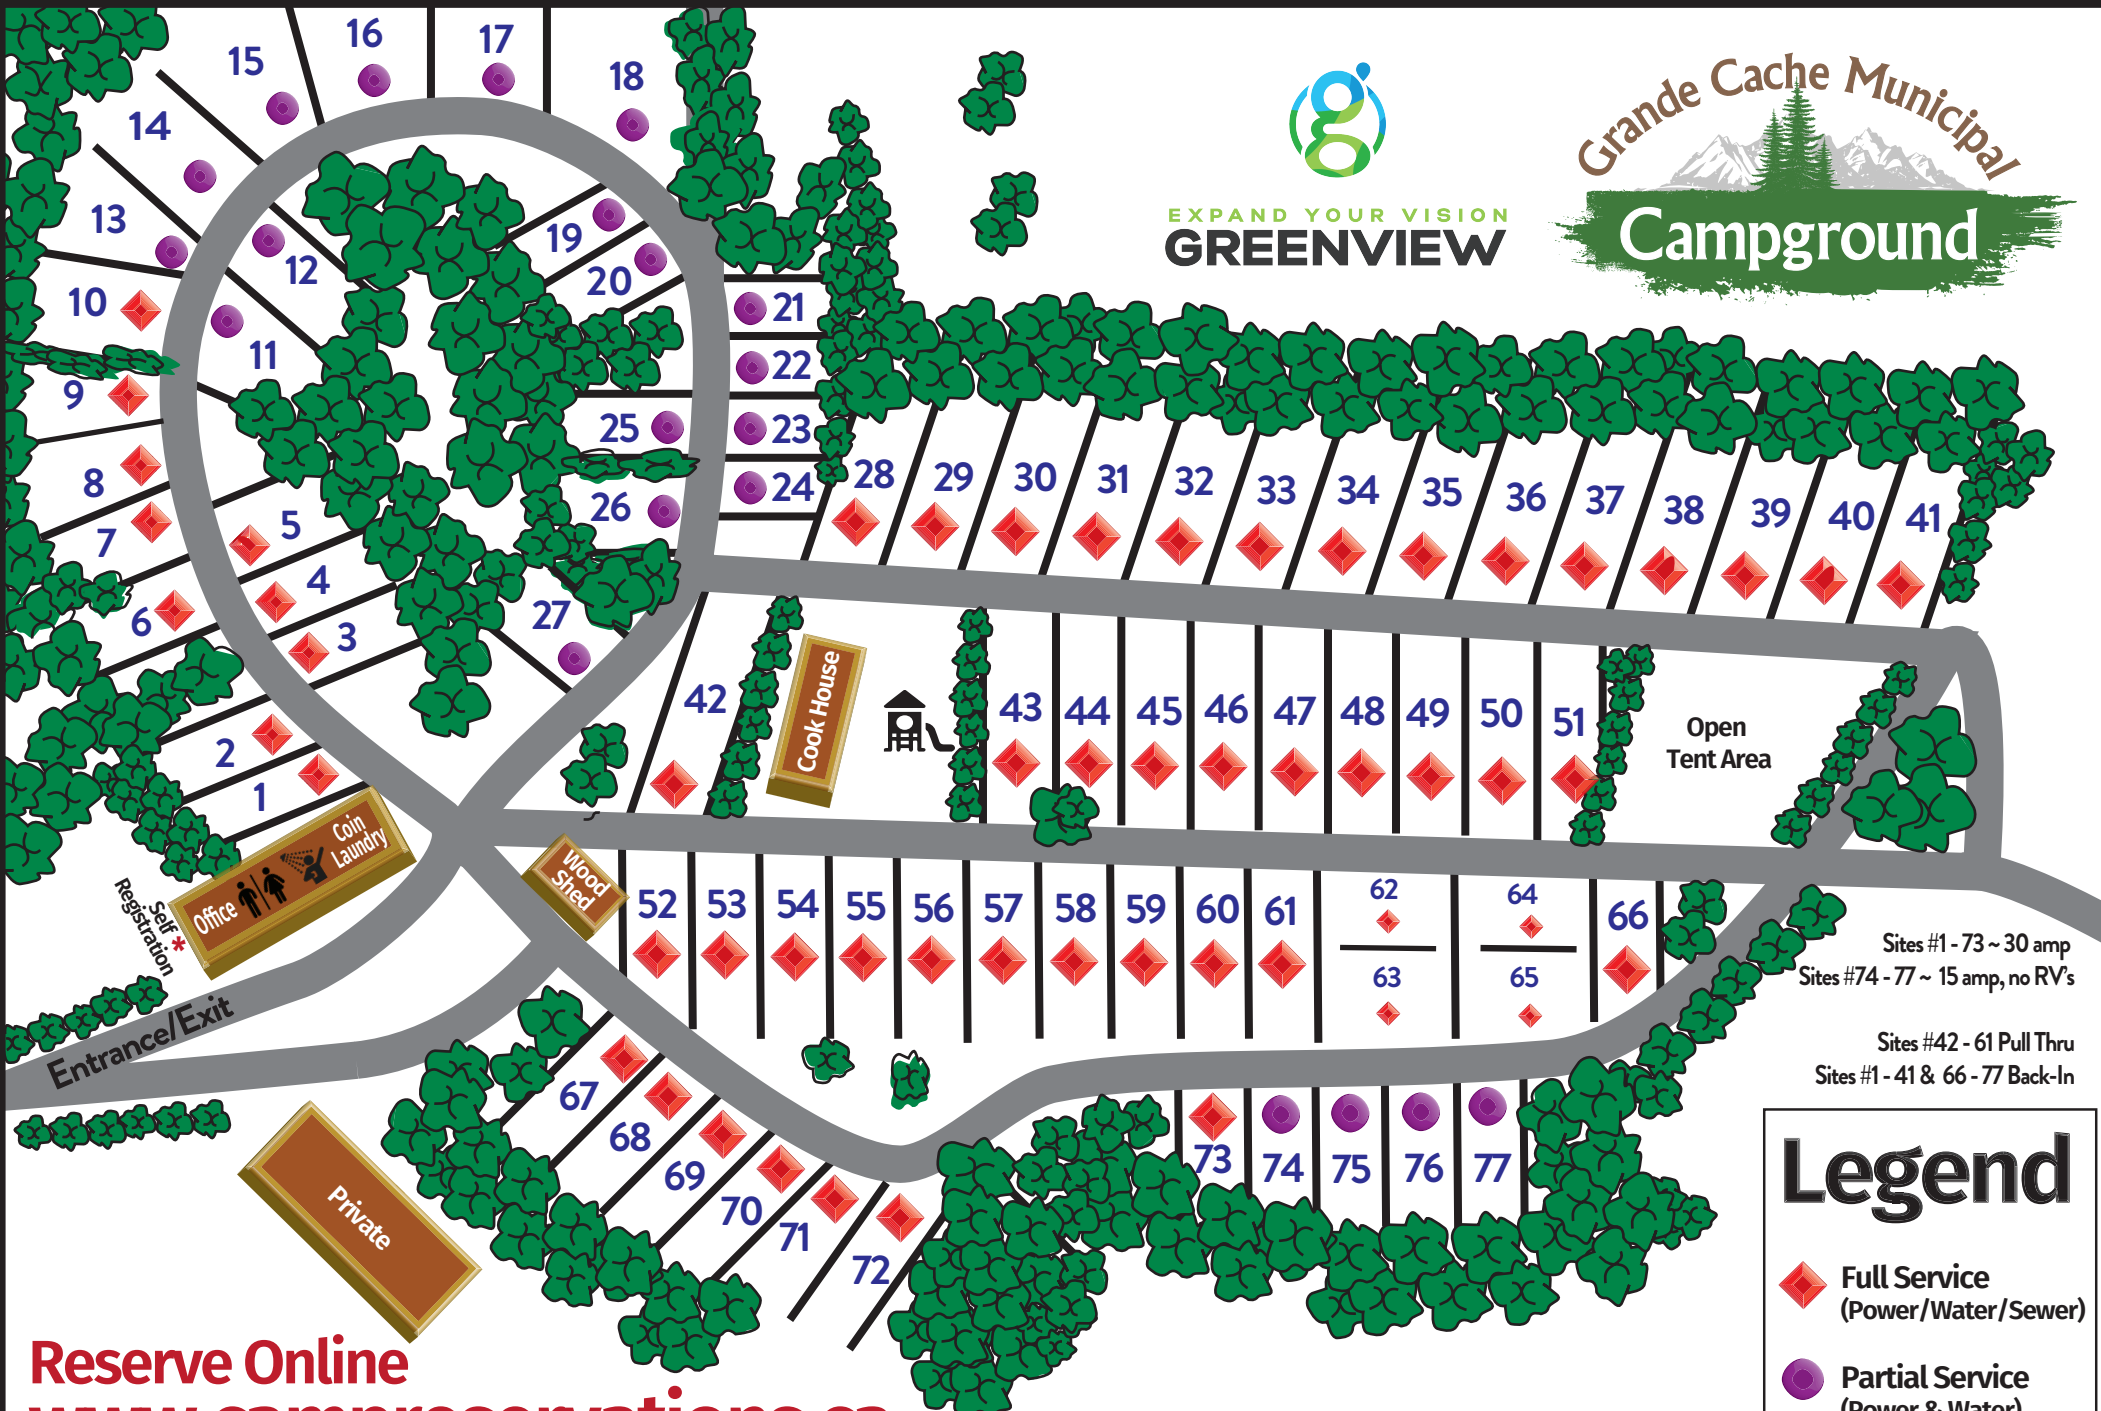 Grande Cache Municipal
Campground
EXPAND YOUR VISION
GREENVIEW
15
16
17
18
14
13
12
19
20
10
11
21
22
9
25
23
8
26
24
7
5
4
6
3
27
2
1
28
29
30
31
32
33
34
35
36
37
38
39
40
41
42
Cook House
43
44
45
46
47
48
49
50
51
Open
Tent Area
Coin
Laundry
Office
Self
Registration
*
Wood
Shed
52
53
54
55
56
57
58
59
60
61
62
63
64
65
66
Entrance/Exit
Private
67
68
69
70
71
72
73
74
75
76
77
Sites #1 - 73 ~ 30 amp
Sites #74 - 77 ~ 15 amp, no RV's
Sites #42 - 61 Pull Thru
Sites #1 - 41 & 66 - 77 Back-In
Legend
Full Service
(Power/Water/Sewer)
Partial Service
(Power & Water)
Reserve Online
www.campreservations.ca